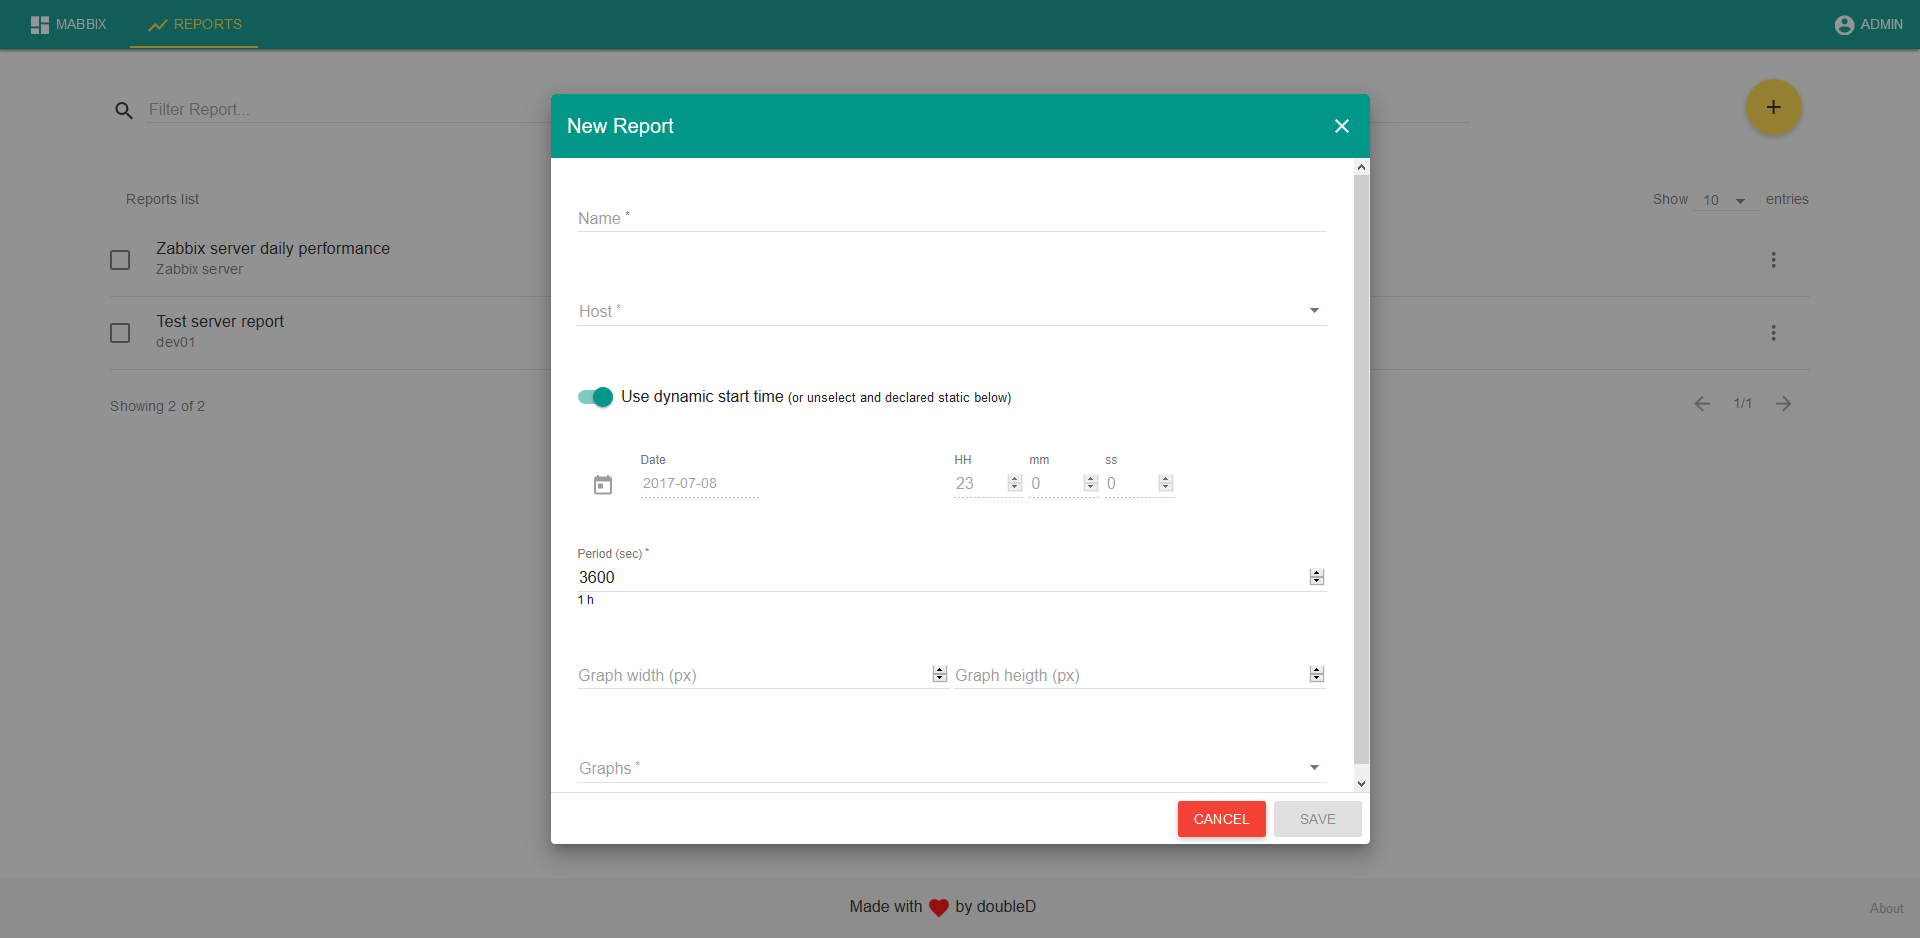 MABBIX REPORTS ADMIN
Filter Report...
+
New Report
Reports list
Show 10 entries
Zabbix server daily performance
Zabbix server
Test server report
dev01
Showing 2 of 2
1/1
Name *
Host *
Use dynamic start time (or unselect and declared static below)
Date HH mm ss
2017-07-08 23 0 0
Period (sec) *
3600
1 h
Graph width (px) Graph heigth (px)
Graphs *
CANCEL SAVE
Made with by doubleD
About